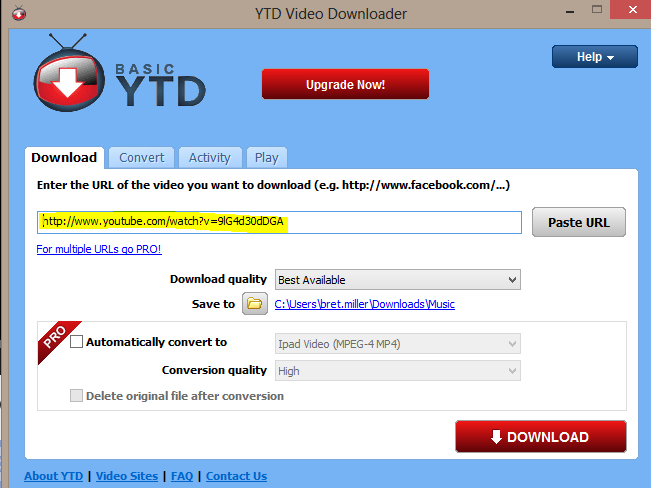 YTD Video Downloader
BASIC
YTD
Upgrade Now!
Help
Download Convert Activity Play
Enter the URL of the video you want to download (e.g. http://www.facebook.com/...)
http://www.youtube.com/watch?v=9lG4d30dDGA
Paste URL
For multiple URLs go PRO!
Download quality Best Available
Save to C:\Users\bret.miller\Downloads\Music
PRO
Automatically convert to Ipad Video (MPEG-4 MP4)
Conversion quality High
Delete original file after conversion
DOWNLOAD
About YTD | Video Sites | FAQ | Contact Us